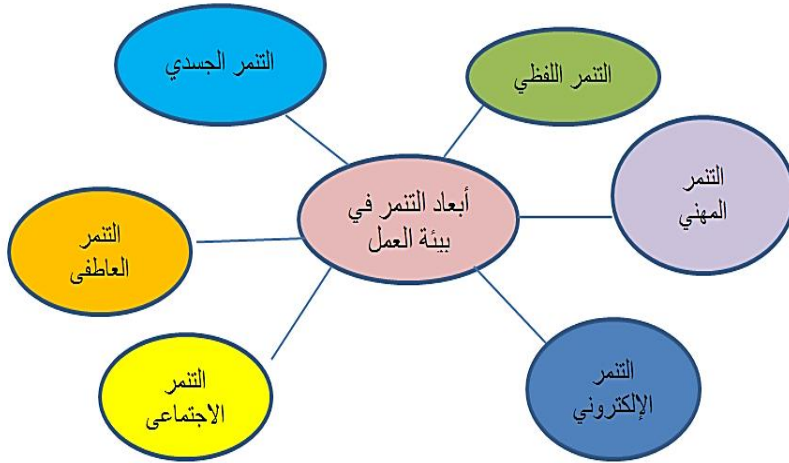 التنمر اللفظي
التنمر الجسدي
التنمر
المهني
أبعاد التنمر في
بيئة العمل
التنمر
العاطفى
التنمر
الإلكتروني
التنمر
الاجتماعى